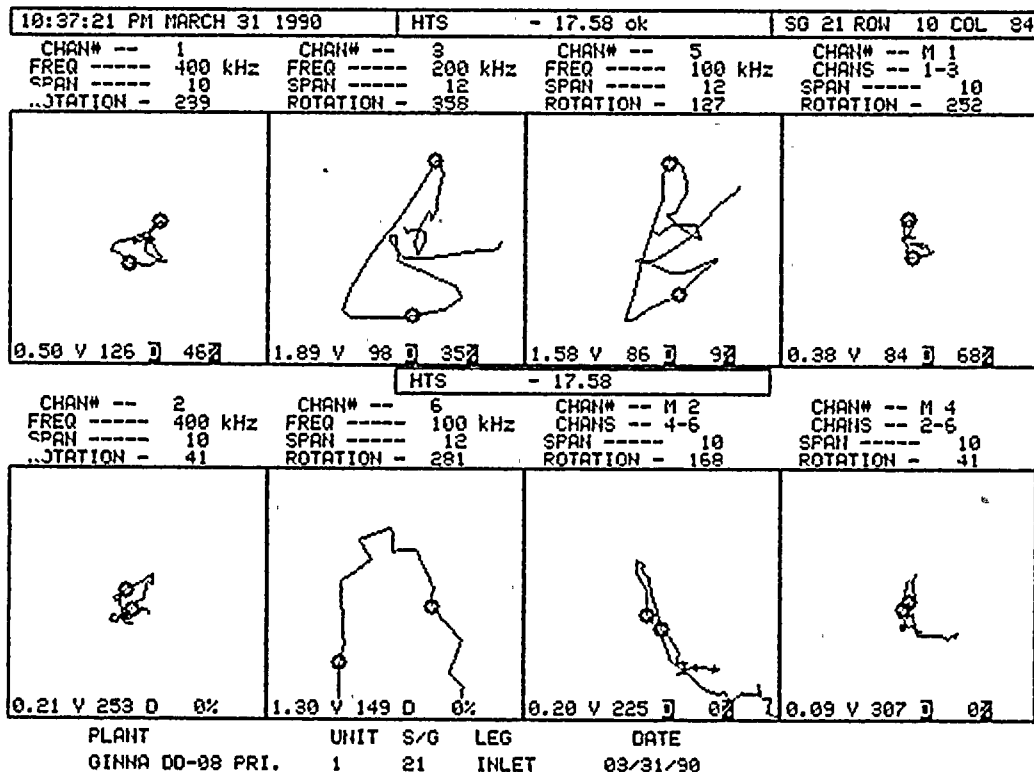 10:37:21 PM MARCH 31 1990 HTS - 17.58 ok SG 21 ROW 10 COL 84
CHAN# -- 1 CHAN# -- 3 CHAN# -- 5 CHAN# -- M 1
FREQ ----- 400 kHz FREQ ----- 200 kHz FREQ ----- 100 kHz CHANS -- 1-3
SPAN ----- 10 SPAN ----- 12 SPAN ----- 12 SPAN ----- 10
OTATION - 239 ROTATION - 358 ROTATION - 127 ROTATION - 252
0.50 V 126 D 46% 1.89 V 98 D 35% 1.58 V 86 D 9% 0.38 V 84 D 68%
HTS - 17.58
CHAN# -- 2 CHAN# -- 6 CHAN# -- M 2 CHAN# -- M 4
FREQ ----- 400 kHz FREQ ----- 100 kHz CHANS -- 4-6 CHANS -- 2-6
SPAN ----- 10 SPAN ----- 12 SPAN ----- 10 SPAN ----- 10
OTATION - 41 ROTATION - 281 ROTATION - 168 ROTATION - 41
0.21 V 253 D 0% 1.30 V 149 D 0% 0.20 V 225 D 0% 0.09 V 307 D 0%
PLANT UNIT S/G LEG DATE
GINNA DD-08 PRI. 1 21 INLET 03/31/90